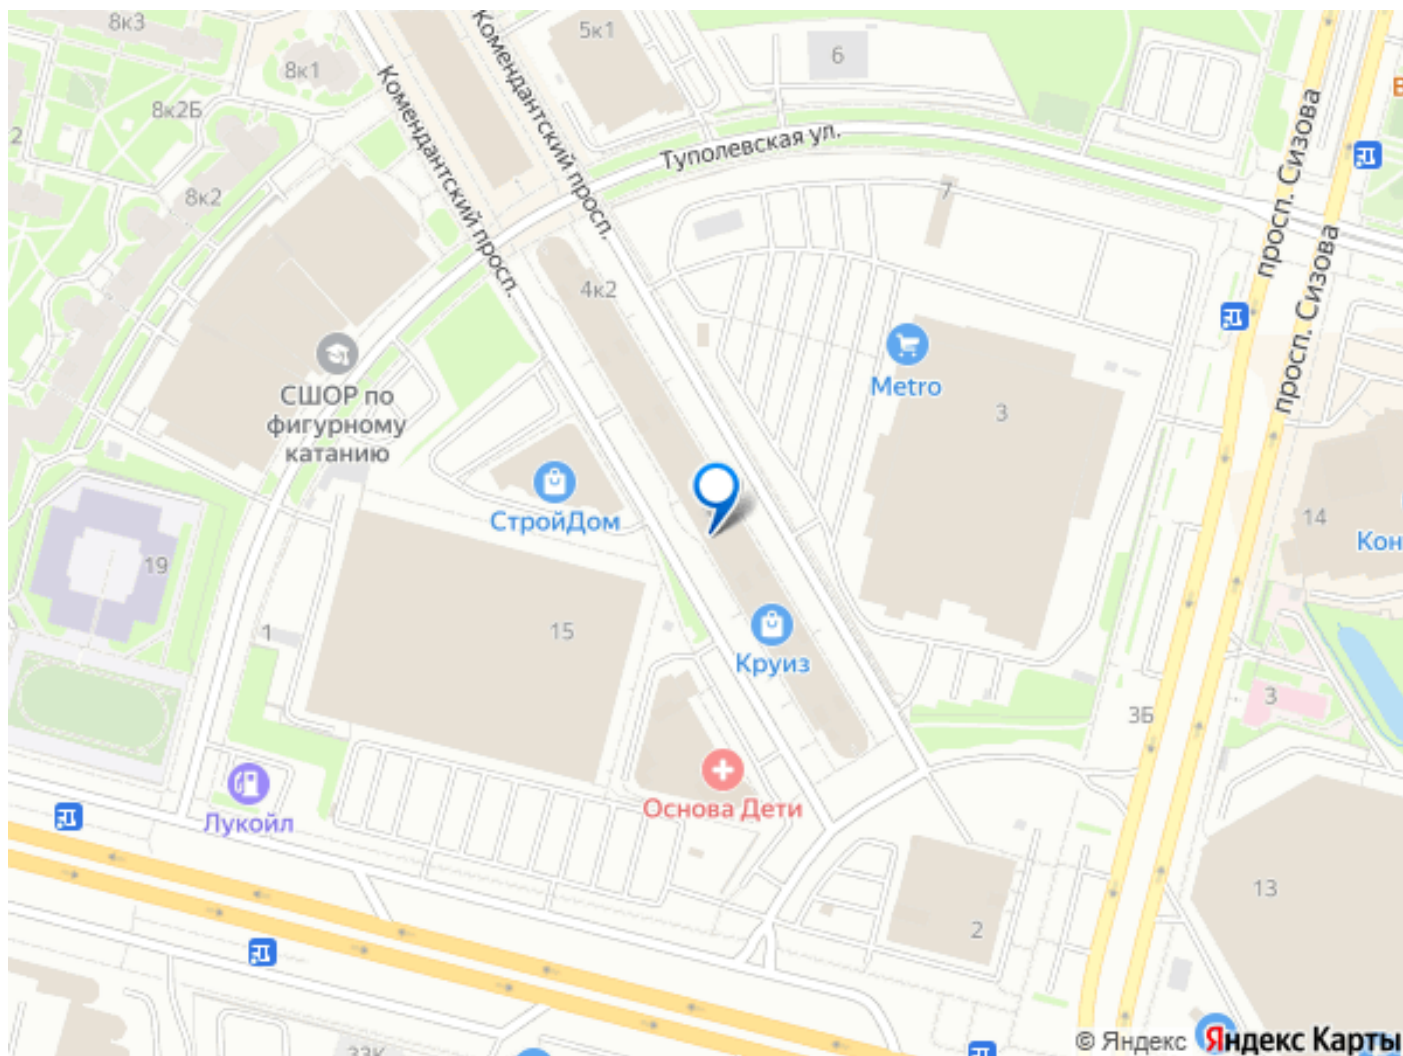 8к3
5к1
6
Комендантский просп.
8к1
Комендантский просп.
8к2Б
2
Туполевская ул.
просп. Сизова
8к2
7
просп. Сизова
4к2
Metro
3
СШОР по
фигурному
катанию
СтройДом
14
19
15
1
Круиз
3
3Б
Основа Дети
Лукойл
13
2
© Яндекс
Яндекс Карты